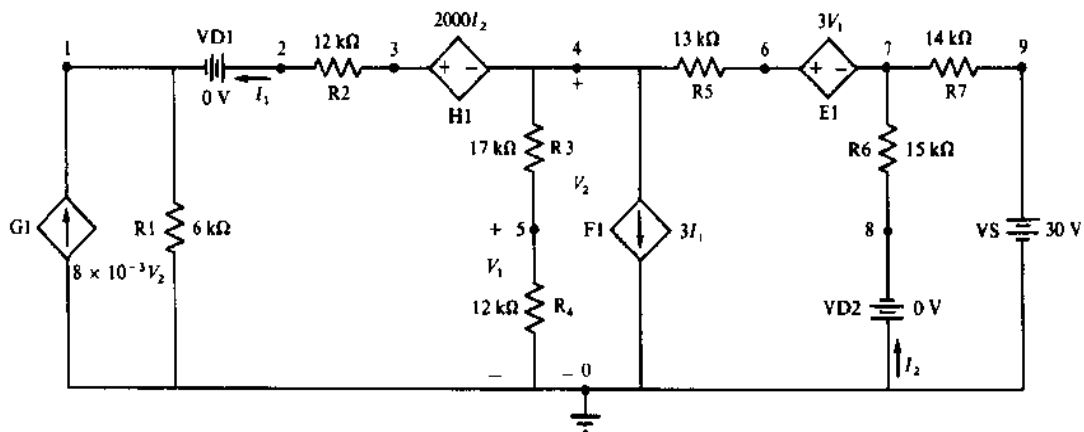 2000I₂
3V₁
1
VD1
2
12 kΩ
3
4
13 kΩ
6
7
14 kΩ
9
+ -
+
+ -
0 V
I₁
R2
H1
R5
E1
R7
17 kΩ
R3
R6
15 kΩ
V₂
G1
R1
6 kΩ
+ 5
F1
3I₁
8
VS
30 V
8 × 10⁻³V₂
V₁
12 kΩ
R₄
VD2
0 V
I₂
– – 0